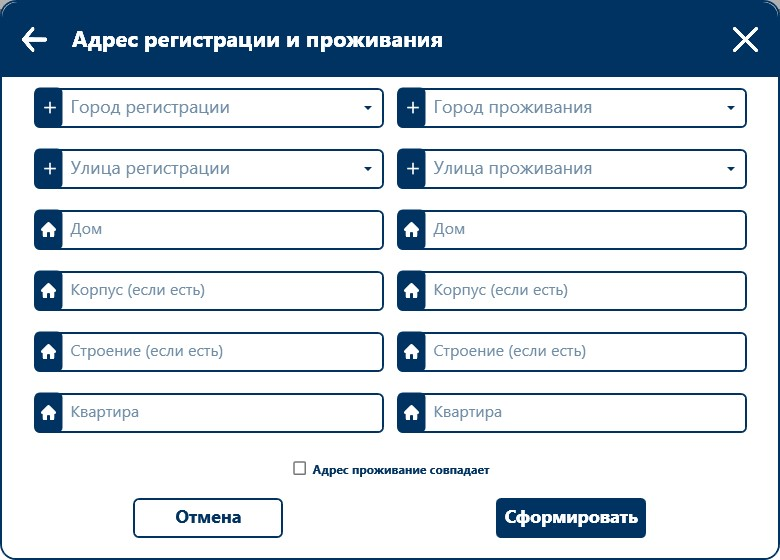 Адрес регистрации и проживания
Город регистрации
Город проживания
Улица регистрации
Улица проживания
Дом
Дом
Корпус (если есть)
Корпус (если есть)
Строение (если есть)
Строение (если есть)
Квартира
Квартира
Адрес проживание совпадает
Отмена
Сформировать